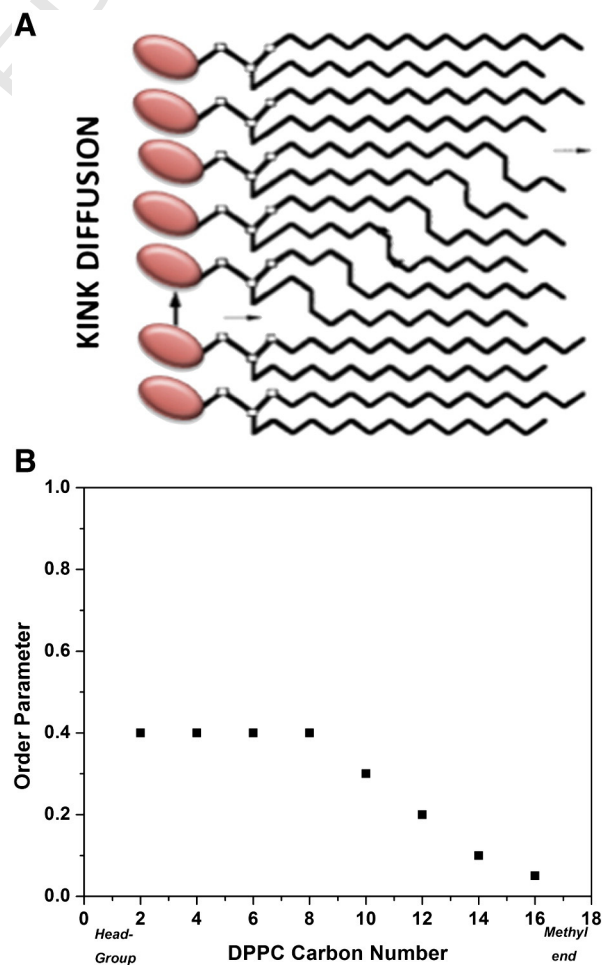 A
KINK DIFFUSION
B
1.0
0.8
0.6
0.4
0.2
0.0
Order Parameter
0 2 4 6 8 10 12 14 16 18
Head-
Group
DPPC Carbon Number
Methyl
end